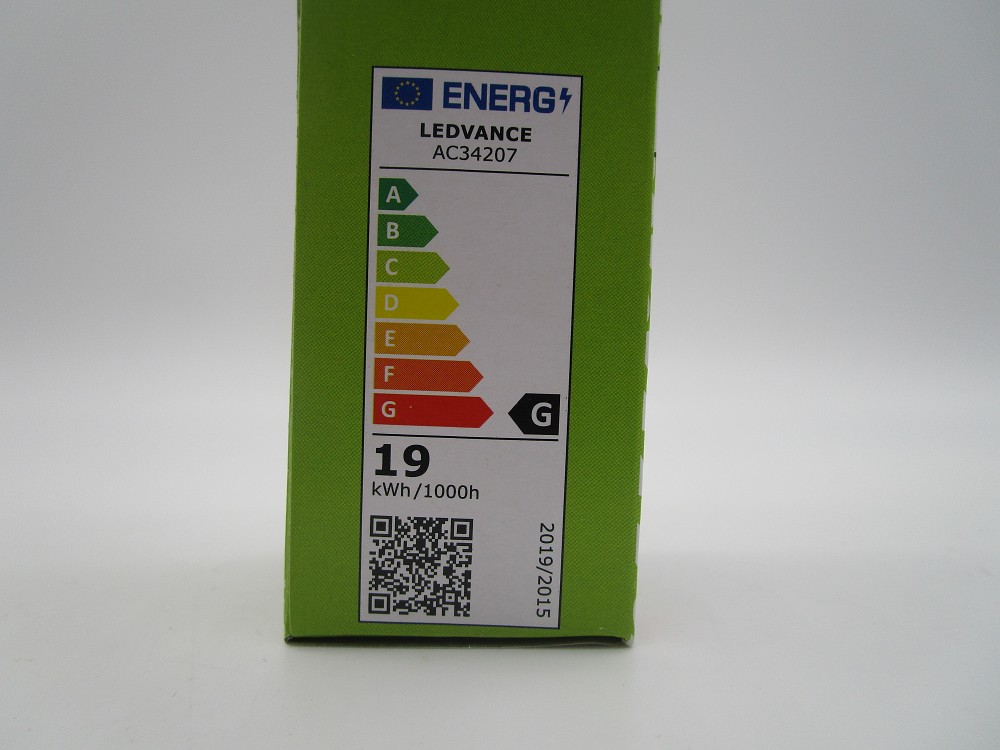 ENERG
LEDVANCE
AC34207
A
B
C
D
E
F
G
G
19
kWh/1000h
2019/2015